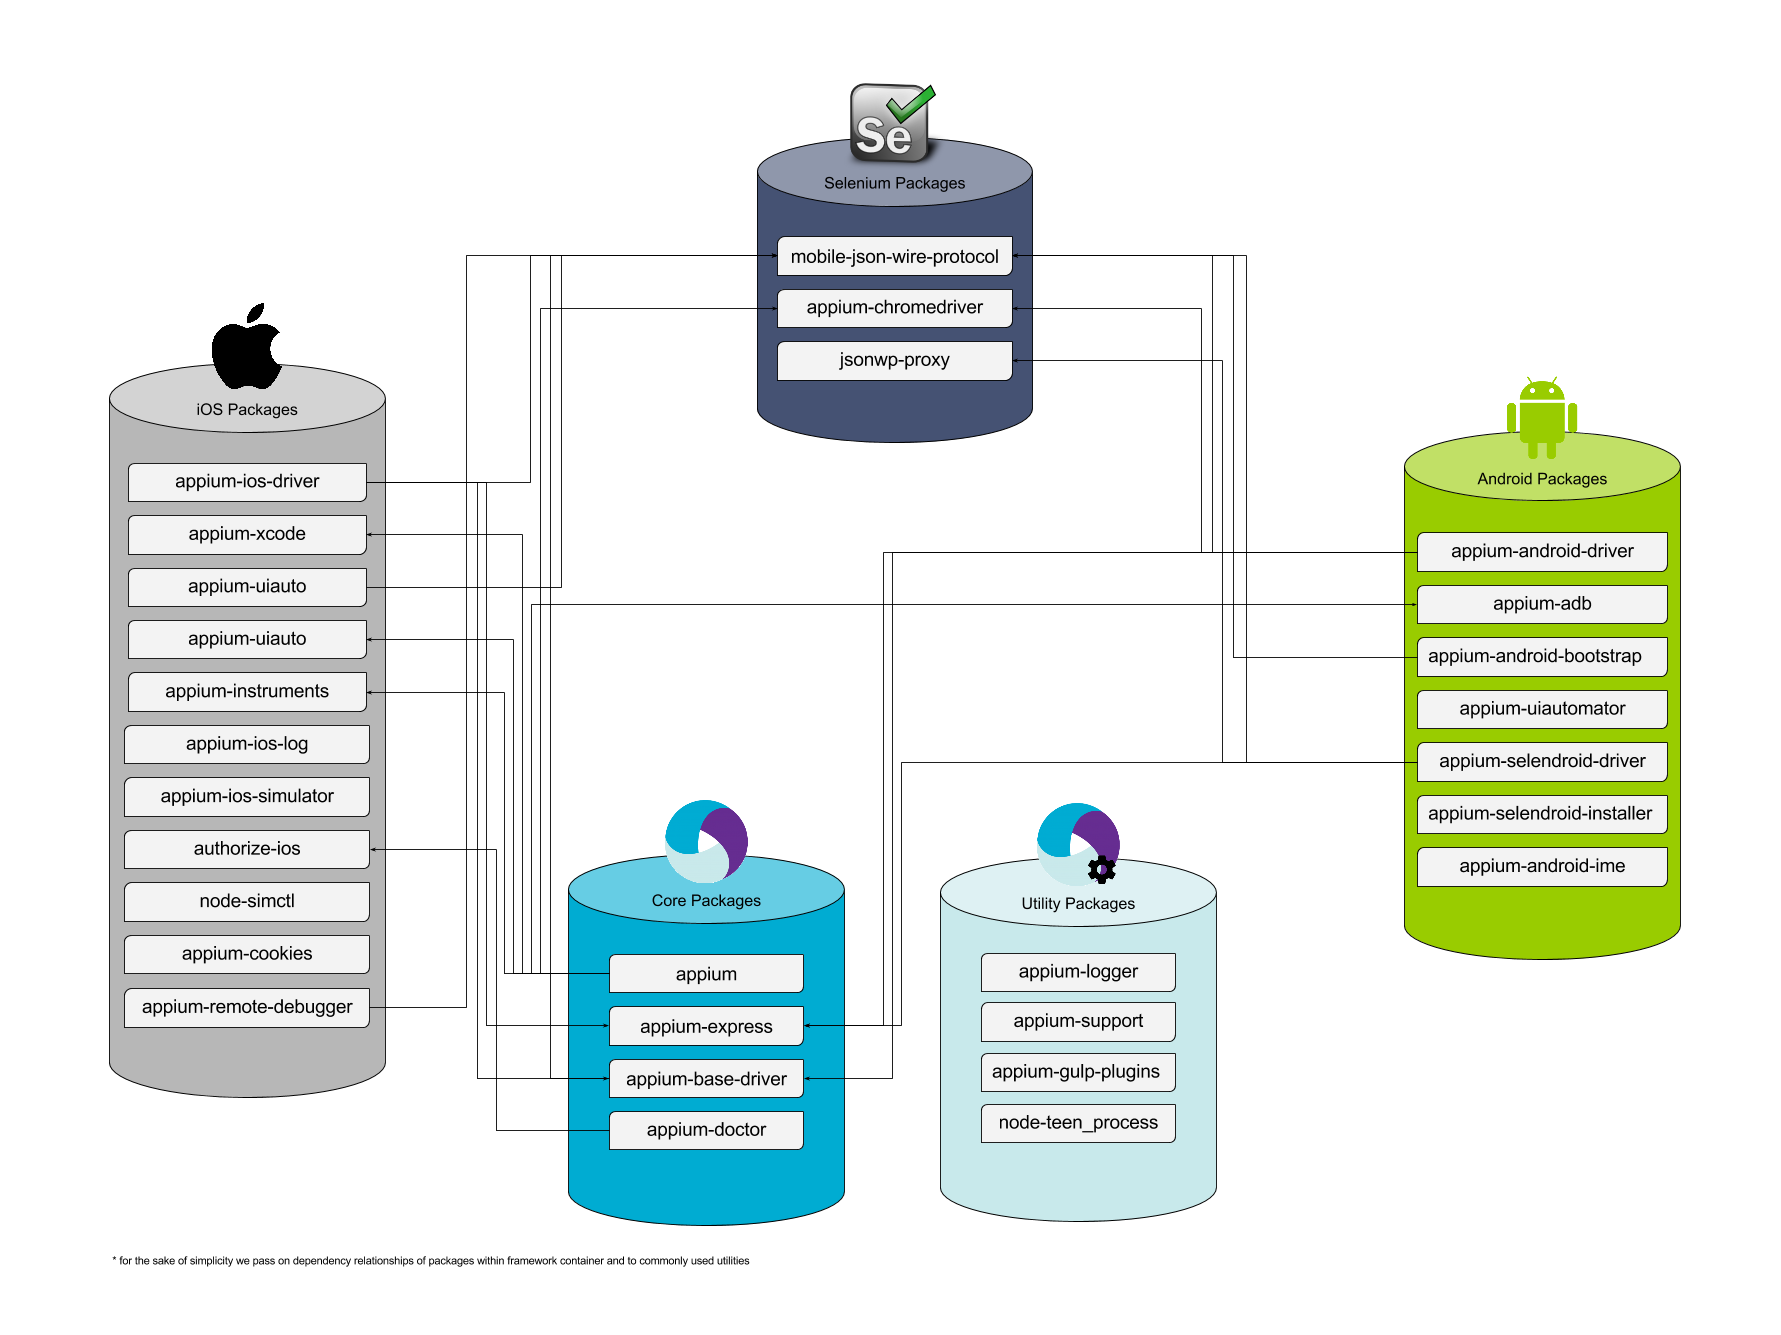 Se
Selenium Packages
mobile-json-wire-protocol
appium-chromedriver
jsonwp-proxy
iOS Packages
appium-ios-driver
appium-xcode
appium-uiauto
appium-uiauto
appium-instruments
appium-ios-log
appium-ios-simulator
authorize-ios
node-simctl
appium-cookies
appium-remote-debugger
Android Packages
appium-android-driver
appium-adb
appium-android-bootstrap
appium-uiautomator
appium-selendroid-driver
appium-selendroid-installer
appium-android-ime
Core Packages
appium
appium-express
appium-base-driver
appium-doctor
Utility Packages
appium-logger
appium-support
appium-gulp-plugins
node-teen_process
* for the sake of simplicity we pass on dependency relationships of packages within framework container and to commonly used utilities